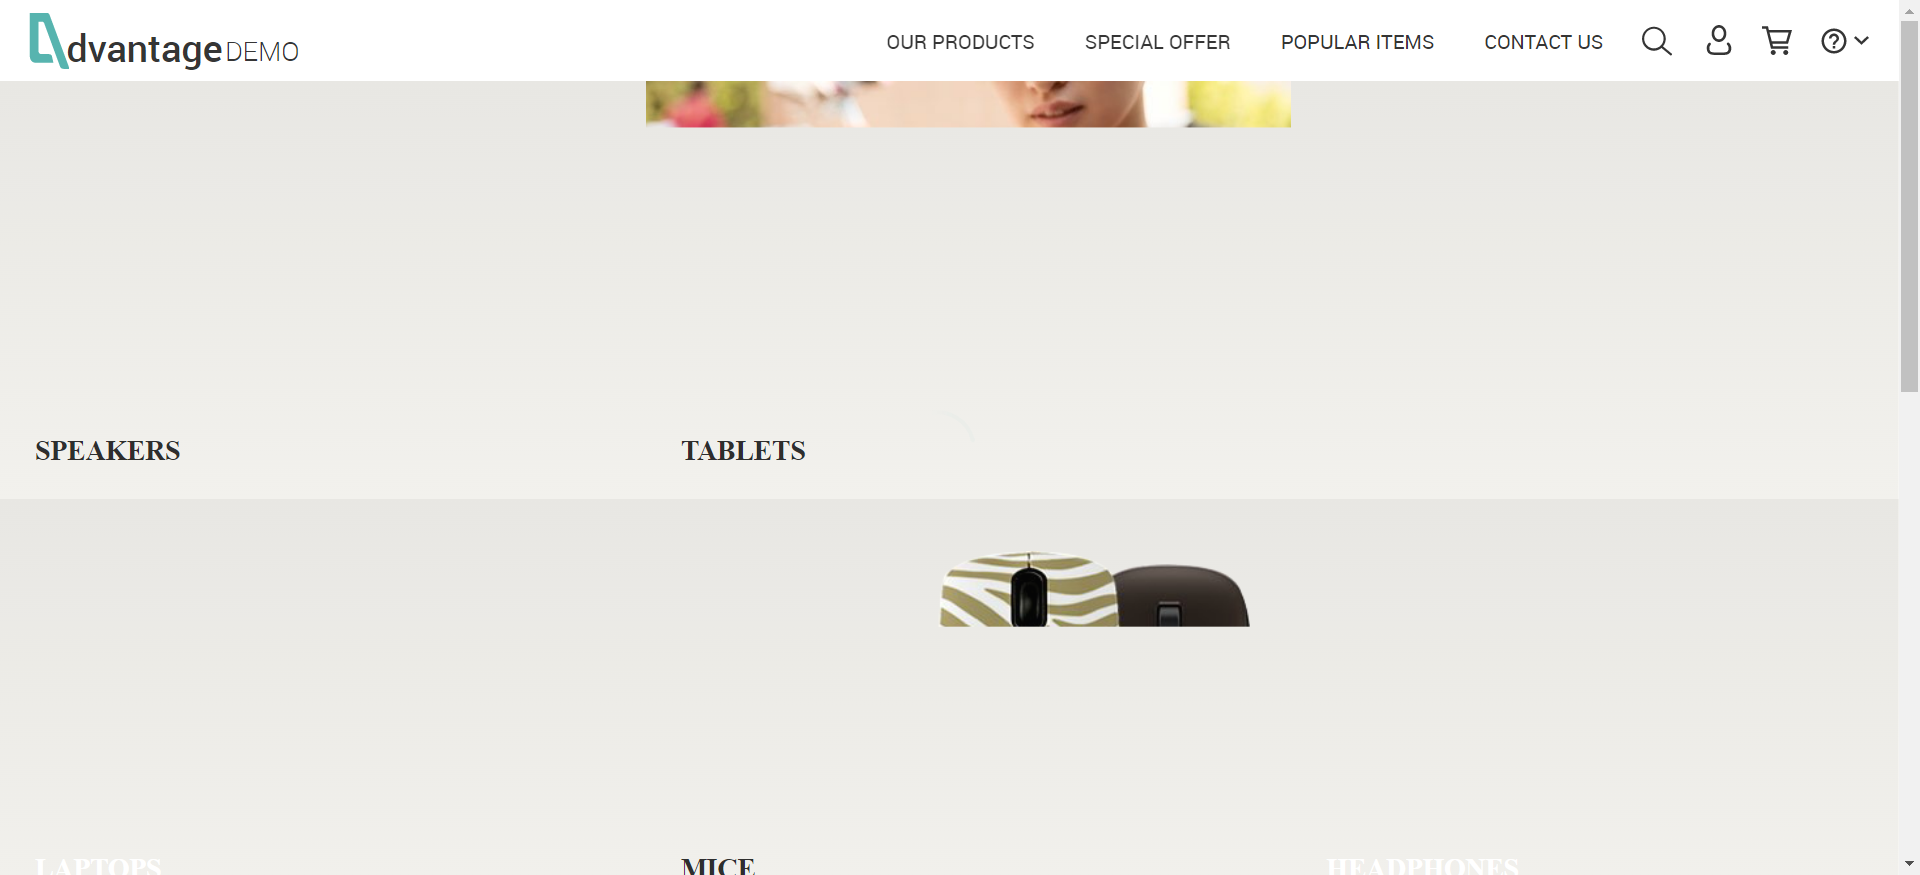 dvantage DEMO
OUR PRODUCTS SPECIAL OFFER POPULAR ITEMS CONTACT US
SPEAKERS TABLETS
LAPTOPS MICE HEADPHONES